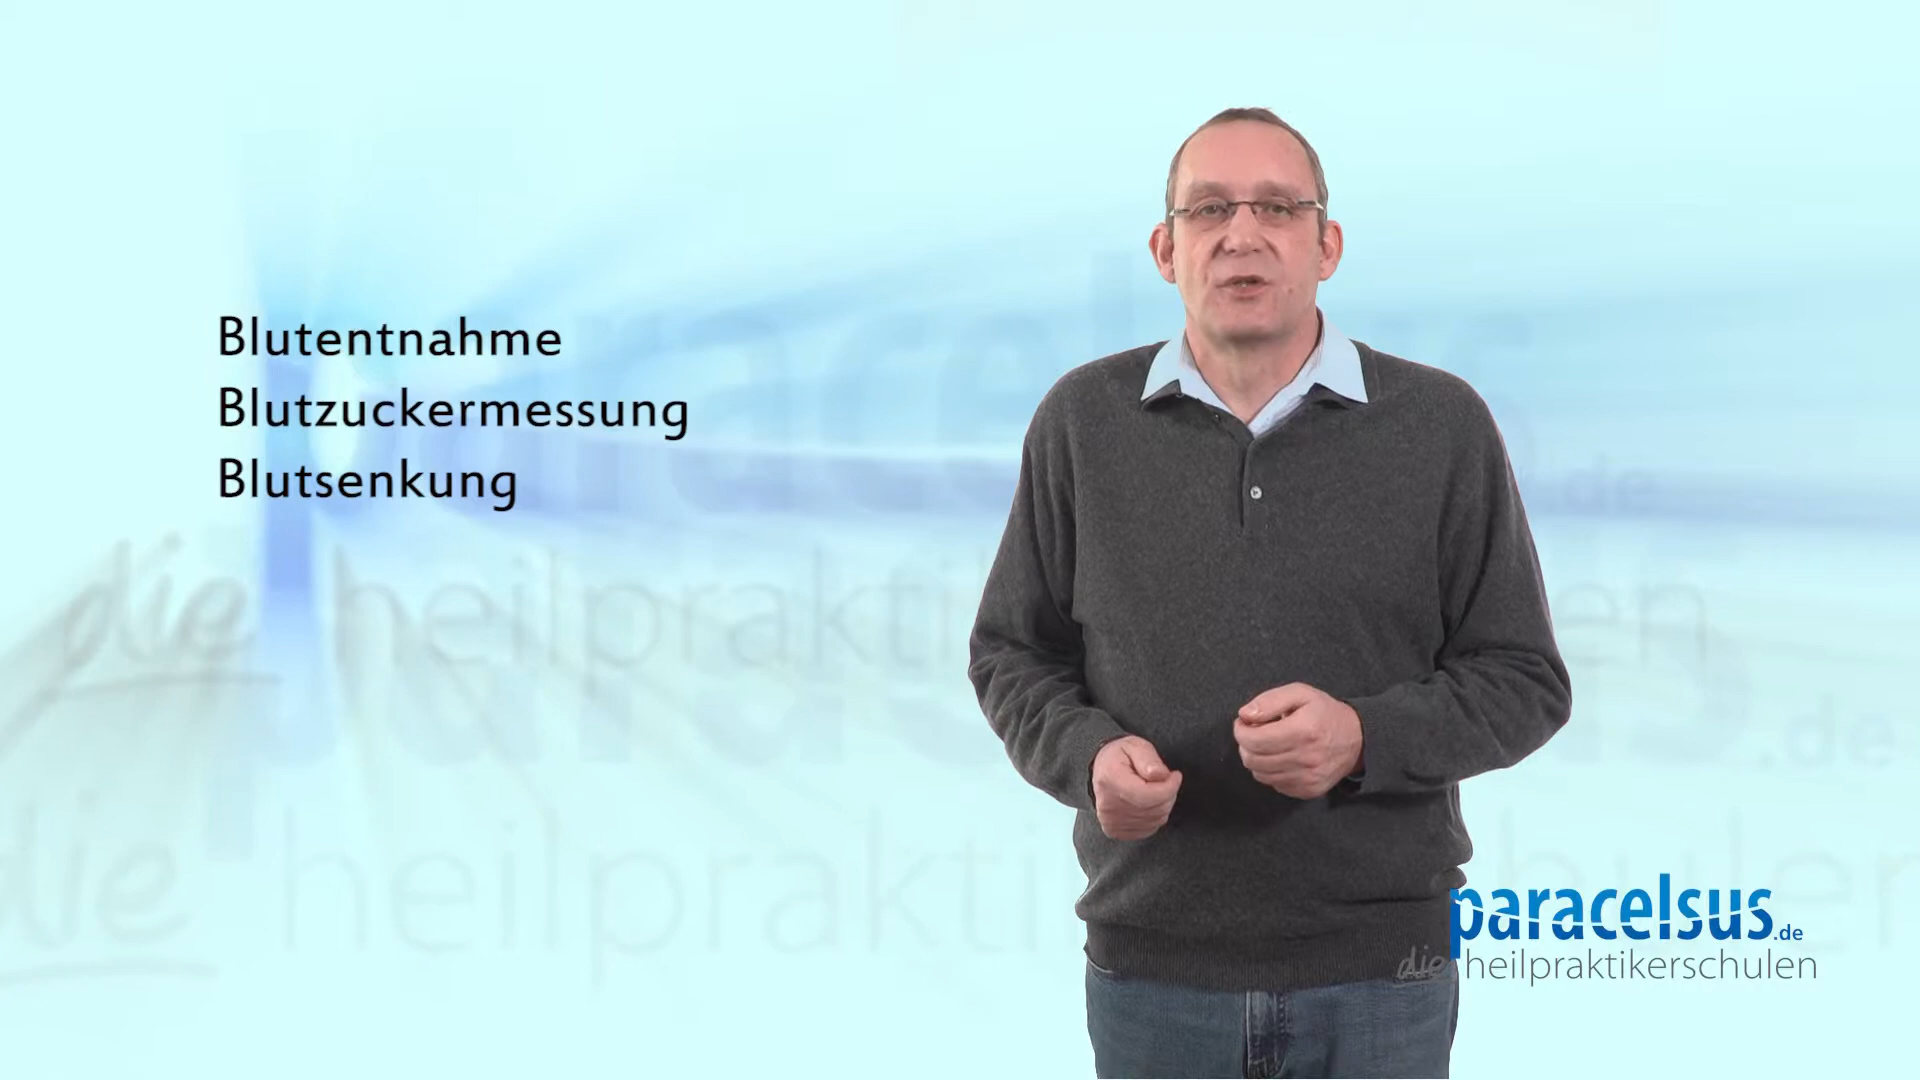 Blutentnahme
Blutzuckermessung
Blutsenkung
paracelsus.de
die heilpraktikerschulen